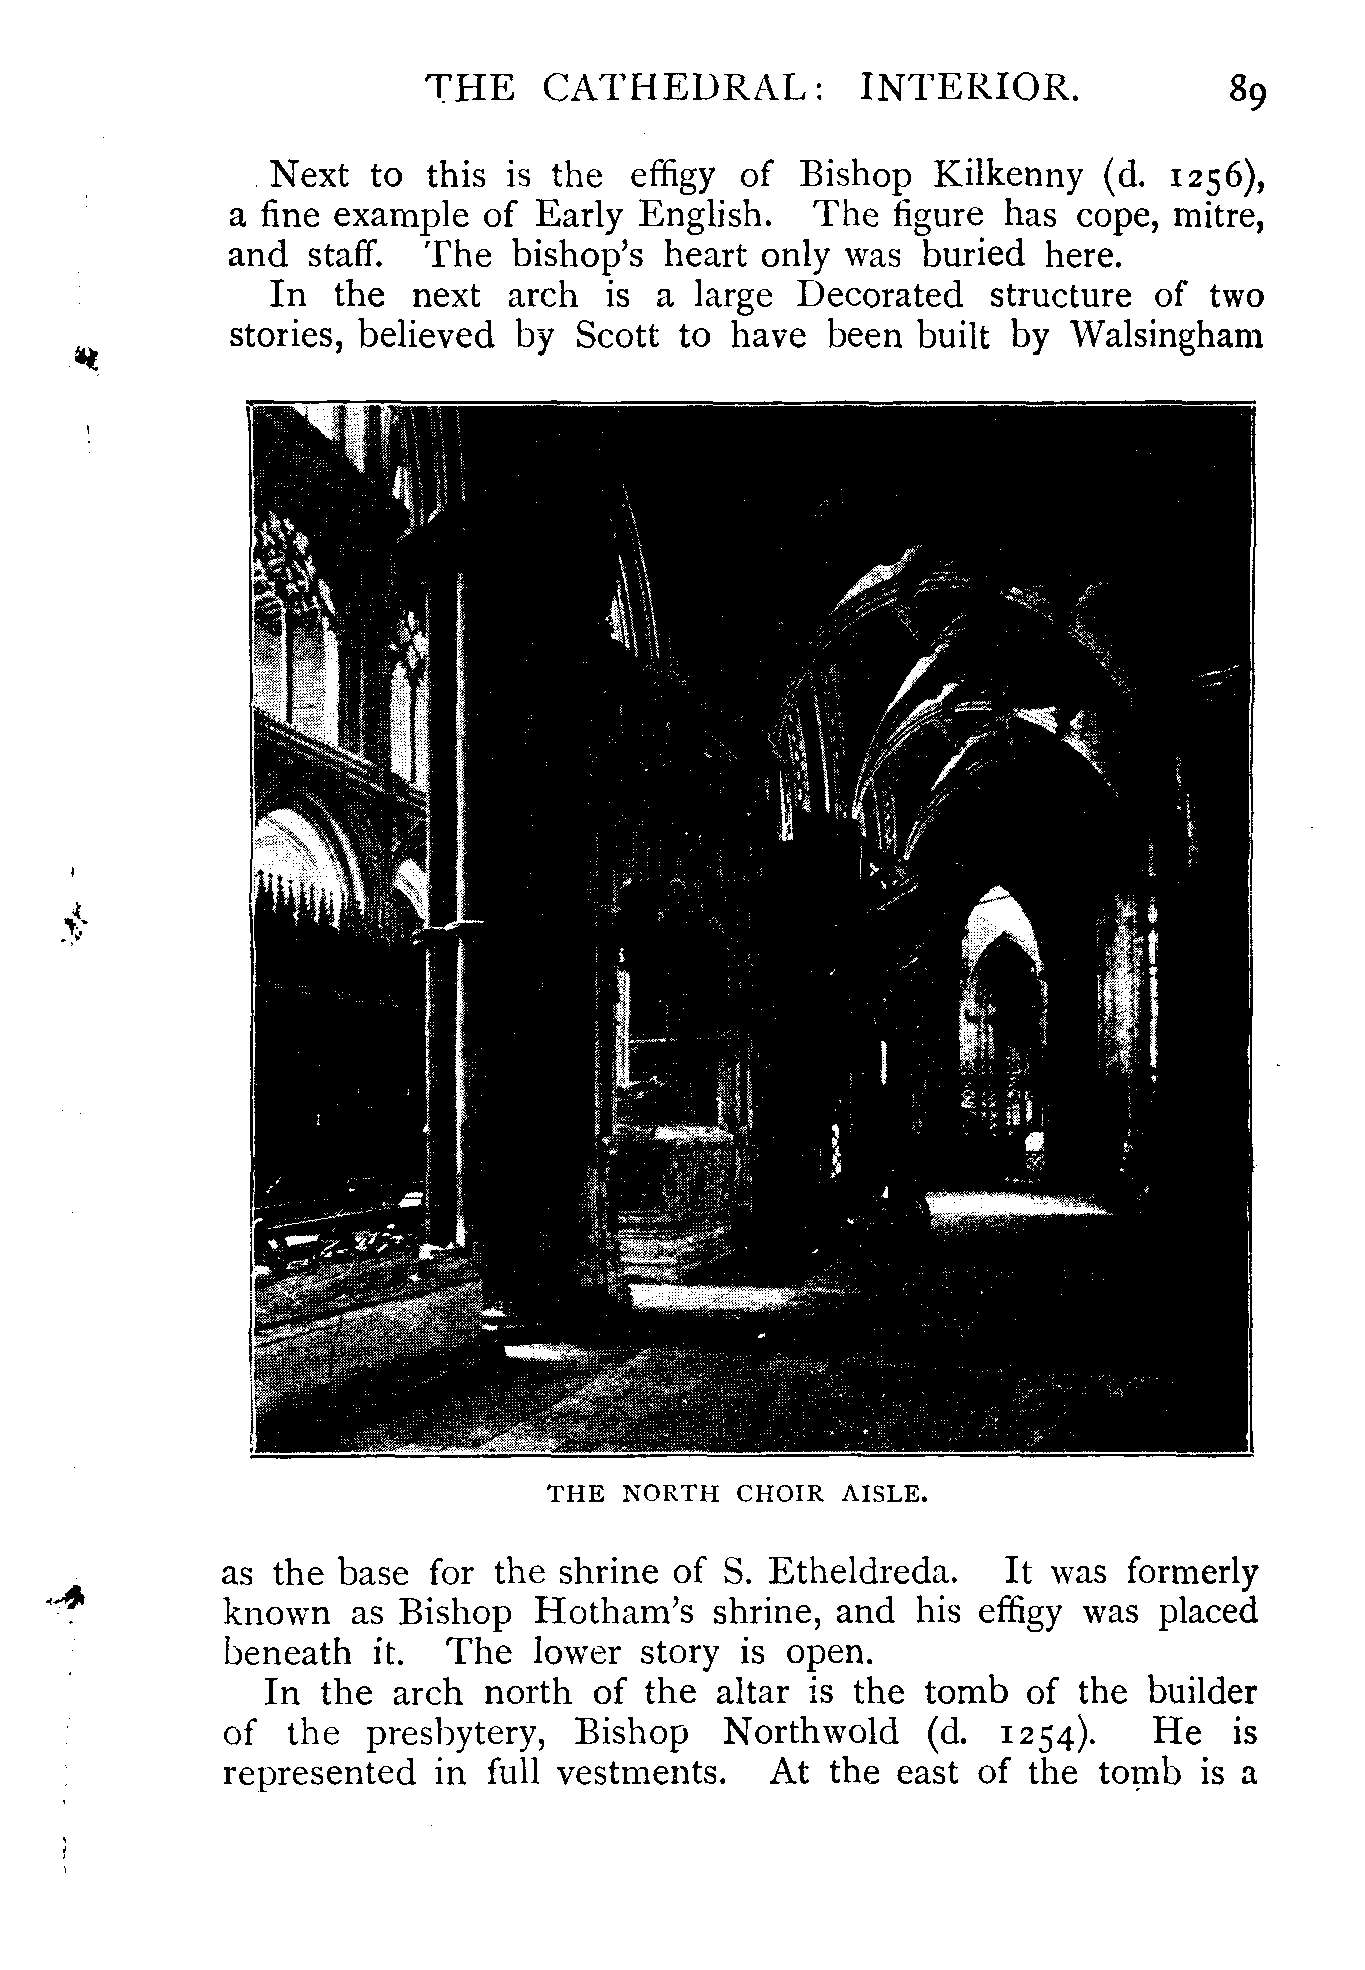 THE CATHEDRAL: INTERIOR. 89
Next to this is the effigy of Bishop Kilkenny (d. 1256),
a fine example of Early English. The figure has cope, mitre,
and staff. The bishop's heart only was buried here.
In the next arch is a large Decorated structure of two
stories, believed by Scott to have been built by Walsingham
THE NORTH CHOIR AISLE.
as the base for the shrine of S. Etheldreda. It was formerly
known as Bishop Hotham's shrine, and his effigy was placed
beneath it. The lower story is open.
In the arch north of the altar is the tomb of the builder
of the presbytery, Bishop Northwold (d. 1254). He is
represented in full vestments. At the east of the tomb is a